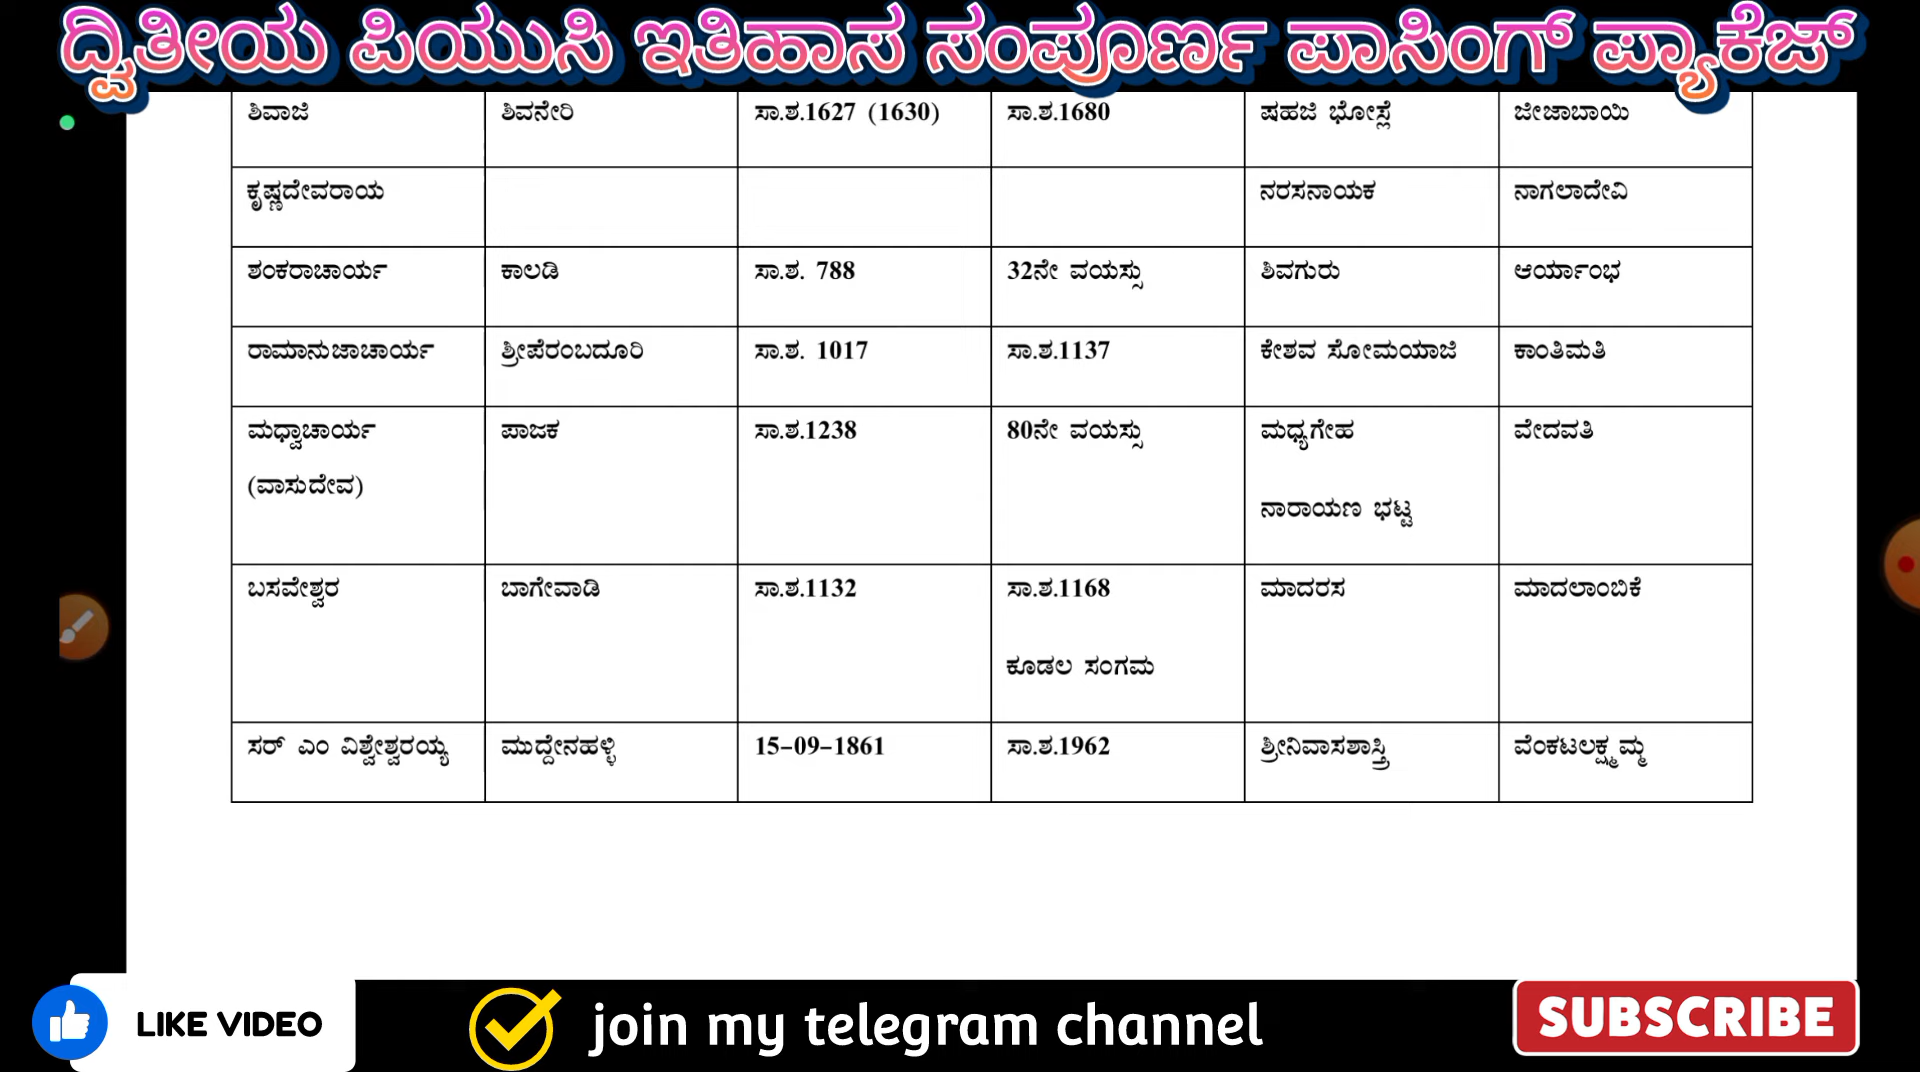 ದ್ವಿತೀಯ ಪಿಯುಸಿ ಇತಿಹಾಸ ಸಂಪೂರ್ಣ ಪಾಸಿಂಗ್ ಪ್ಯಾಕೇಜ್
ಶಿವಾಜಿ ಶಿವನೇರಿ ಸಾ.ಶ.1627 (1630) ಸಾ.ಶ.1680 ಷಹಜಿ ಭೋಸ್ಲೆ ಜೀಜಾಬಾಯಿ
ಕೃಷ್ಣದೇವರಾಯ ನರಸನಾಯಕ ನಾಗಲಾದೇವಿ
ಶಂಕರಾಚಾರ್ಯ ಕಾಲಡಿ ಸಾ.ಶ. 788 32ನೇ ವಯಸ್ಸು ಶಿವಗುರು ಆರ್ಯಾಂಭ
ರಾಮಾನುಜಾಚಾರ್ಯ ಶ್ರೀಪೆರಂಬದೂರಿ ಸಾ.ಶ. 1017 ಸಾ.ಶ.1137 ಕೇಶವ ಸೋಮಯಾಜಿ ಕಾಂತಿಮತಿ
ಮಧ್ವಾಚಾರ್ಯ ಪಾಜಕ ಸಾ.ಶ.1238 80ನೇ ವಯಸ್ಸು ಮಧ್ಯಗೇಹ ವೇದವತಿ
(ವಾಸುದೇವ)
ನಾರಾಯಣ ಭಟ್ಟ
ಬಸವೇಶ್ವರ ಬಾಗೇವಾಡಿ ಸಾ.ಶ.1132 ಸಾ.ಶ.1168 ಮಾದರಸ ಮಾದಲಾಂಬಿಕೆ
ಕೂಡಲ ಸಂಗಮ
ಸರ್ ಎಂ ವಿಶ್ವೇಶ್ವರಯ್ಯ ಮುದ್ದೇನಹಳ್ಳಿ 15-09-1861 ಸಾ.ಶ.1962 ಶ್ರೀನಿವಾಸಶಾಸ್ತ್ರಿ ವೆಂಕಟಲಕ್ಷ್ಮಮ್ಮ
LIKE VIDEO join my telegram channel SUBSCRIBE